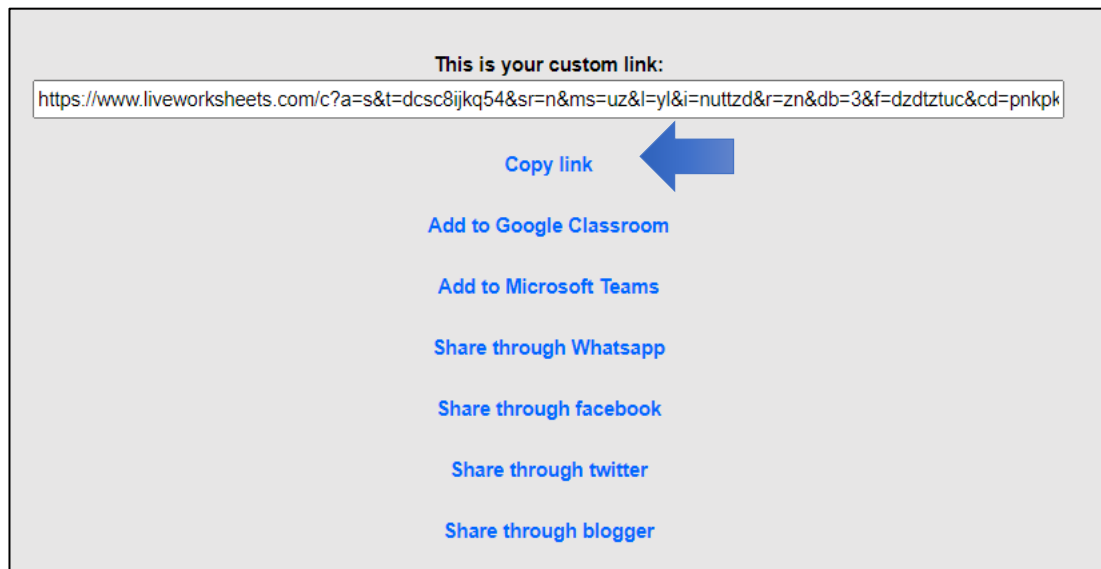 This is your custom link:
https://www.liveworksheets.com/c?a=s&t=dcsc8ijkq54&sr=n&ms=uz&l=yl&i=nuttzd&r=zn&db=3&f=dzdtztuc&cd=pnkpk
Copy link
Add to Google Classroom
Add to Microsoft Teams
Share through Whatsapp
Share through facebook
Share through twitter
Share through blogger